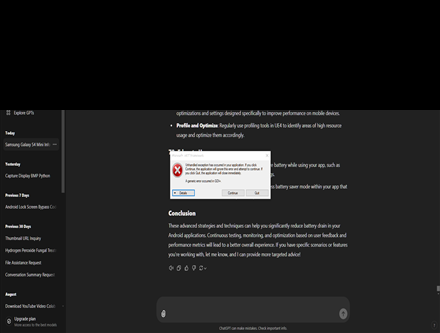 Explore GPTs
Today
Samsung Galaxy S4 Mini Int
Yesterday
Capture Display BMP Python
Previous 7 Days
Android Lock Screen Bypass
Previous 30 Days
Thumbnail URL Inquiry
Hydrogen Peroxide Fungal
File Assistance Request
Conversation Summary Request
August
Download YouTube Video
Upgrade plan
optimizations and settings designed specifically to improve performance on mobile devices.
• Profile and Optimize: Regularly use profiling tools in UE4 to identify areas of high resource
usage and optimize them accordingly.
Unhandled exception has occurred in your application. If you click
Continue, the application will ignore this error and attempt to continue. If
you click Quit, the application will close immediately.
A generic error occurred in GDI+.
Details
Continue
Quit
battery while using your app, such as
battery saver mode within your app that
Conclusion
These advanced strategies and techniques can help you significantly reduce battery drain in your
Android applications. Continuous testing, monitoring, and optimization based on user feedback and
performance metrics will lead to a better overall experience. If you have specific scenarios or features
you're working with, let me know, and I can provide more targeted advice!
ChatGPT can make mistakes. Check important info.